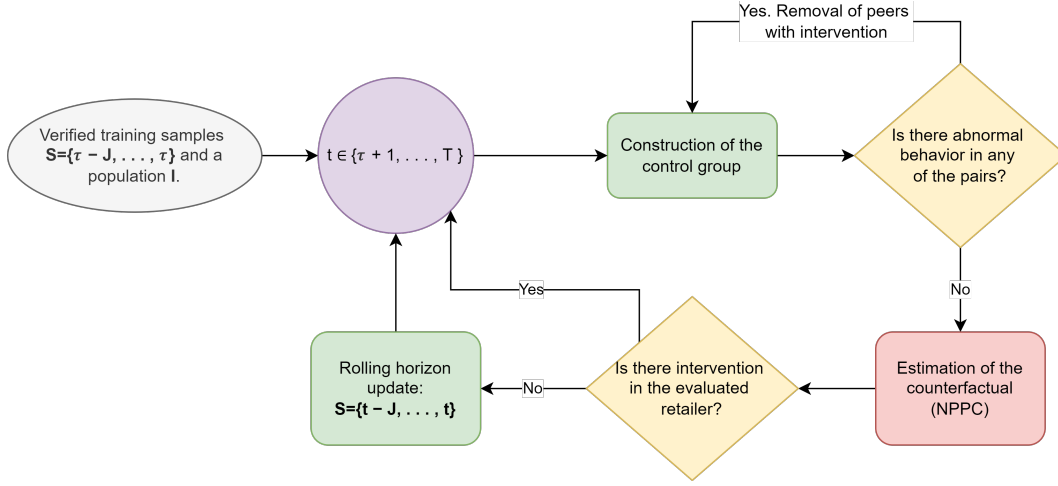 Yes. Removal of peers
with intervention
Verified training samples
S={τ − J, . . . , τ} and a
population I.
t ∈ {τ + 1, . . . , T }
Construction of the
control group
Is there abnormal
behavior in any
of the pairs?
No
Yes
Rolling horizon
update:
S={t − J, . . . , t}
No
Is there intervention
in the evaluated
retailer?
Estimation of the
counterfactual
(NPPC)